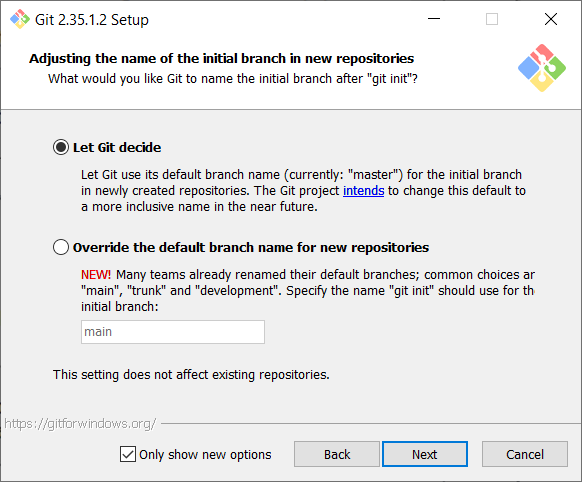 Git 2.35.1.2 Setup
Adjusting the name of the initial branch in new repositories
What would you like Git to name the initial branch after "git init"?
Let Git decide
Let Git use its default branch name (currently: "master") for the initial branch
in newly created repositories. The Git project intends to change this default to
a more inclusive name in the near future.
Override the default branch name for new repositories
NEW! Many teams already renamed their default branches; common choices ar
"main", "trunk" and "development". Specify the name "git init" should use for the
initial branch:
main
This setting does not affect existing repositories.
https://gitforwindows.org/
Only show new options
Back
Next
Cancel